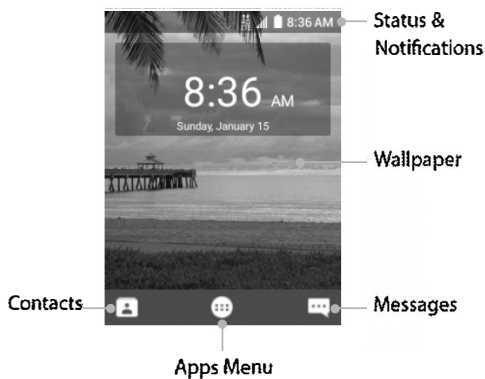 8:36 AM
Status &
Notifications
8:36 AM
Sunday, January 15
Wallpaper
Contacts
Messages
Apps Menu